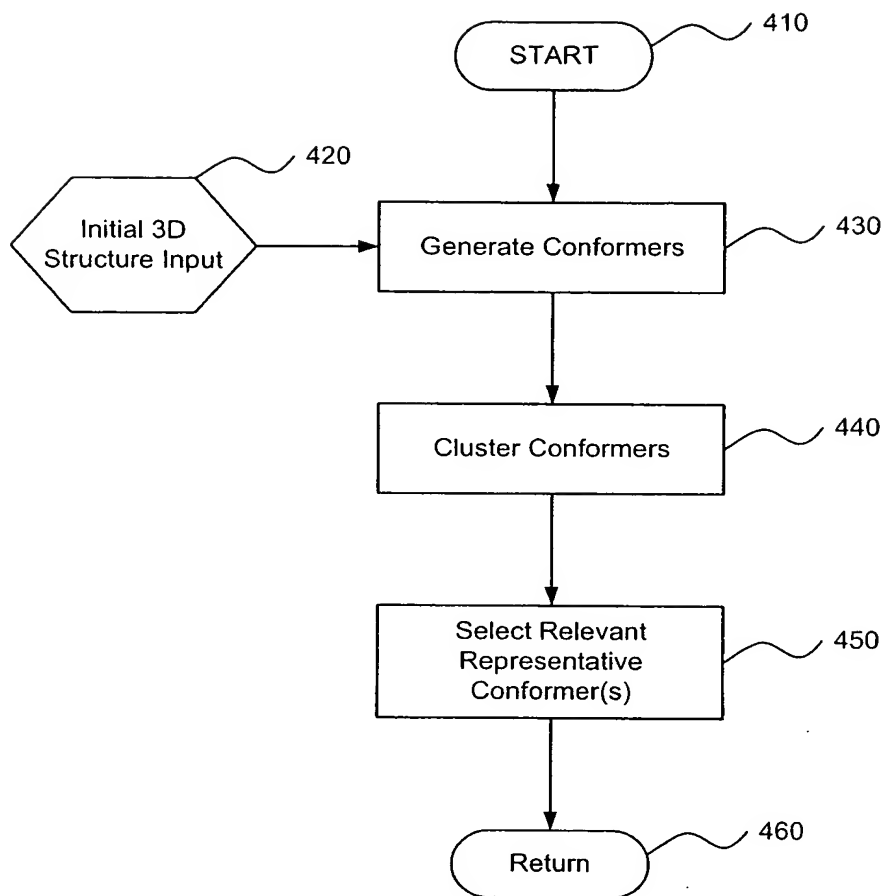 410
START
420
Initial 3D
Structure Input
430
Generate Conformers
440
Cluster Conformers
450
Select Relevant
Representative
Conformer(s)
460
Return